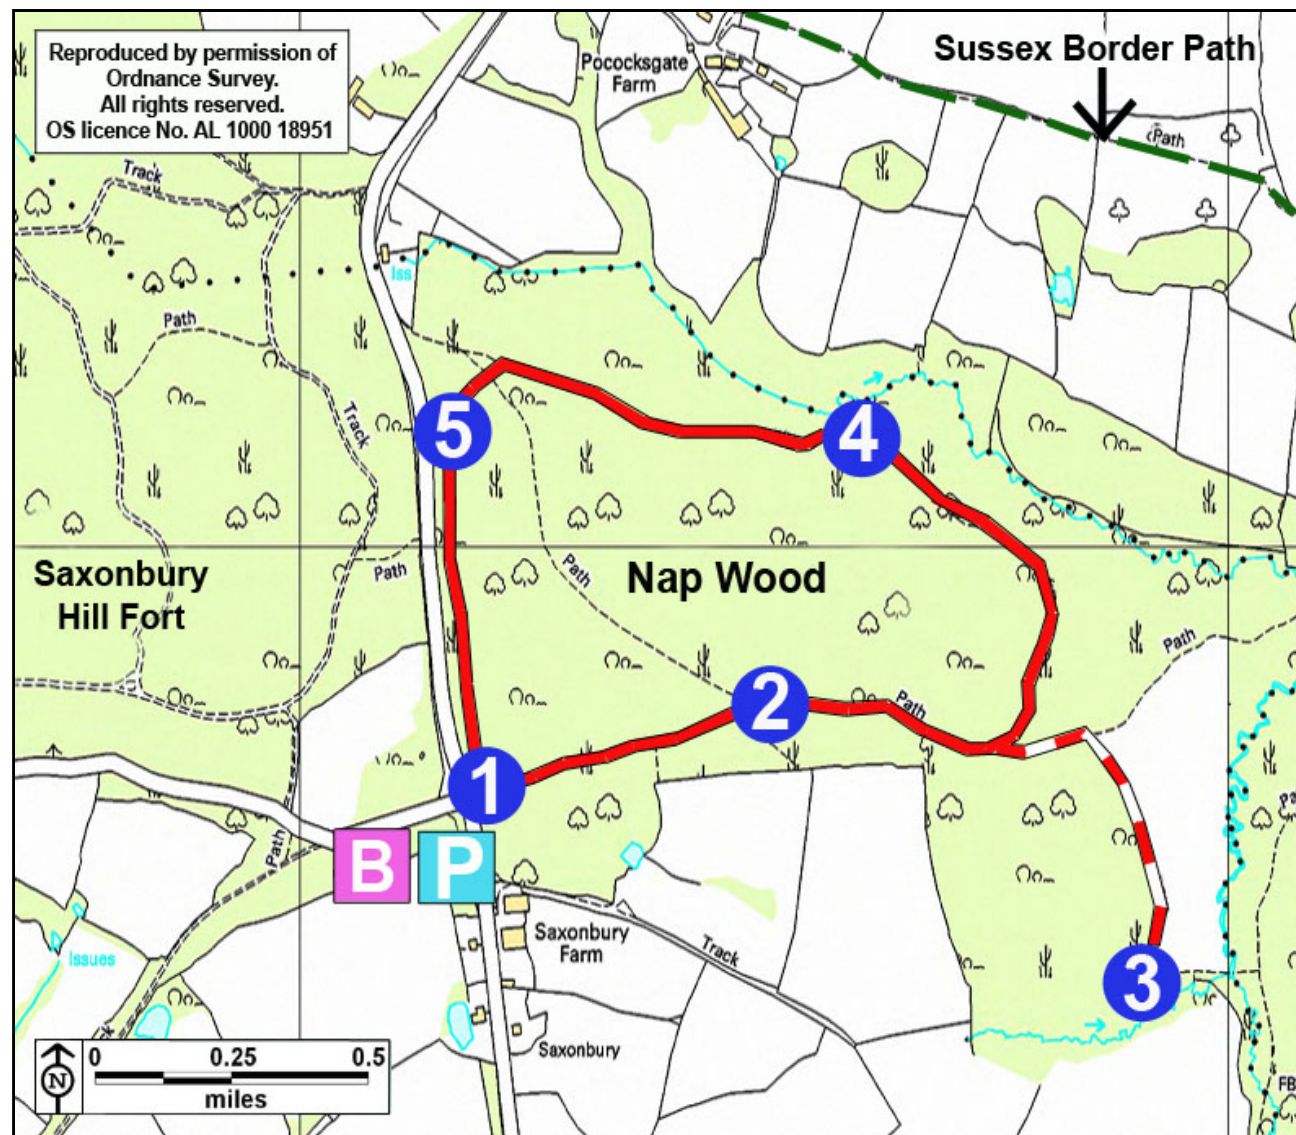 Reproduced by permission of
Ordnance Survey.
All rights reserved.
OS licence No. AL 1000 18951
Pococksgate
Farm
Sussex Border Path
Path
Track
Iss
Path
Track
5
4
Saxonbury
Hill Fort
Path
Path
Nap Wood
Path
2
Path
1
Path
B
P
Saxonbury
Farm
Track
3
Issues
Saxonbury
0
0.25
0.5
miles
N
FB